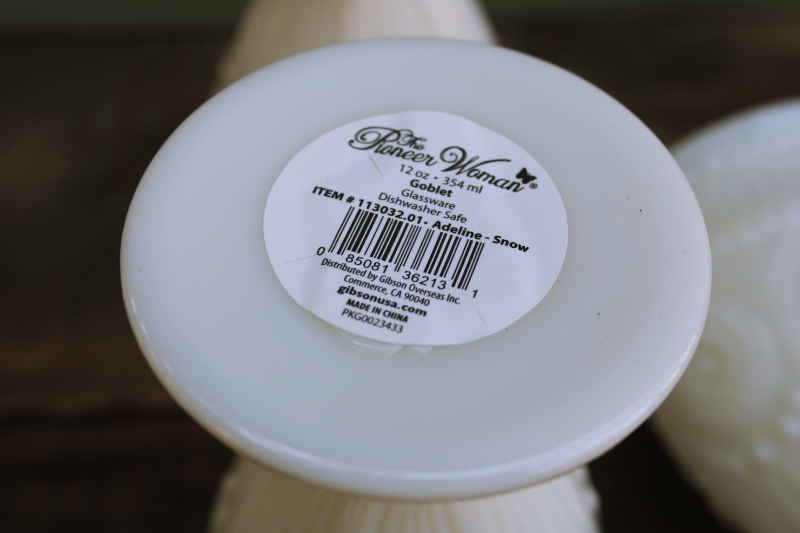 The
Pioneer Woman®
12 oz • 354 ml
Goblet
Glassware
Dishwasher Safe
ITEM # 113032.01 • Adeline - Snow
0 85081 36213 1
Distributed by Gibson Overseas Inc.
Commerce, CA 90040
gibsonusa.com
MADE IN CHINA
PKG0023433